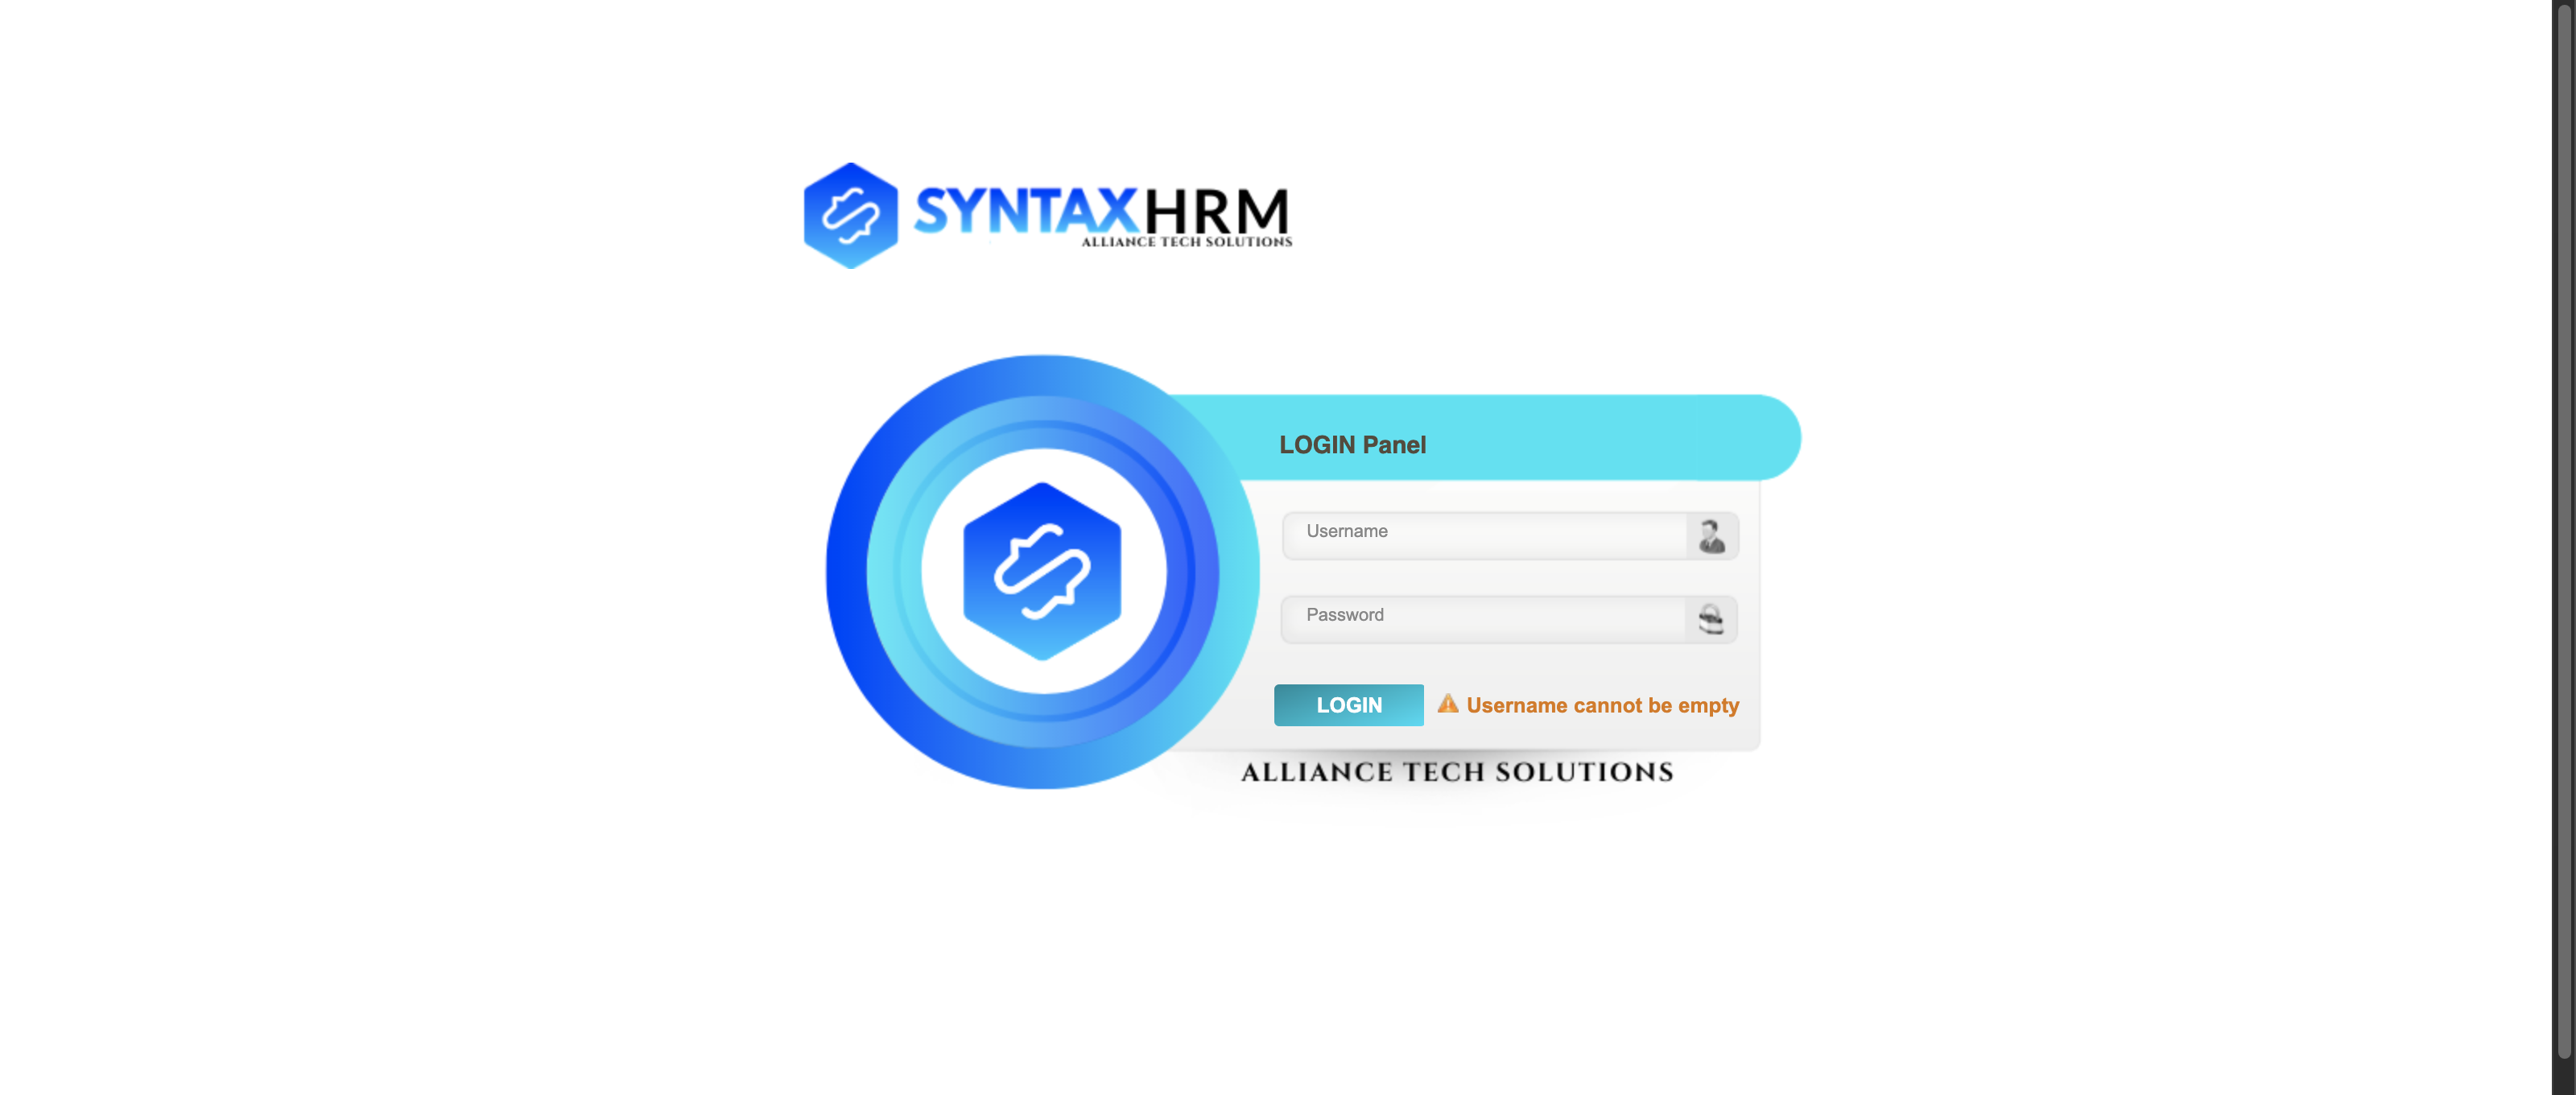 SYNTAXHRM
ALLIANCE TECH SOLUTIONS
LOGIN Panel
Username
Password
LOGIN
Username cannot be empty
ALLIANCE TECH SOLUTIONS